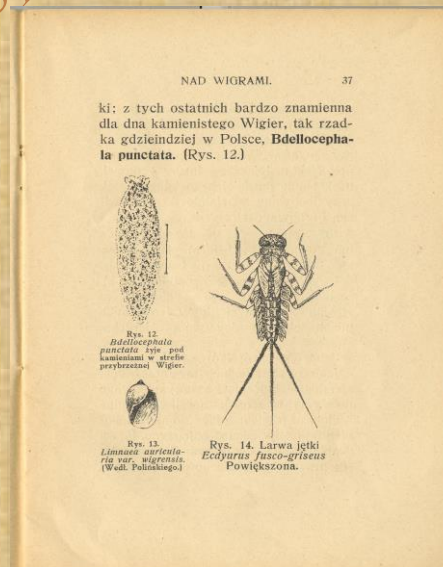 NAD WIGRAMI. 37
ki; z tych ostatnich bardzo znamienna
dla dna kamienistego Wigier, tak rzad-
ka gdzieindziej w Polsce, Bdellocepha-
la punctata. (Rys. 12.)
Rys. 12.
Bdellocephala
punctata żyje pod
kamieniami w strefie
przybrzeżnej Wigier.
Rys. 13.
Limnaea auricula-
ria var. wigrensis.
(Wedł. Polińskiego.)
Rys. 14. Larwa jętki
Ecdyurus fusco-griseus
Powiększona.